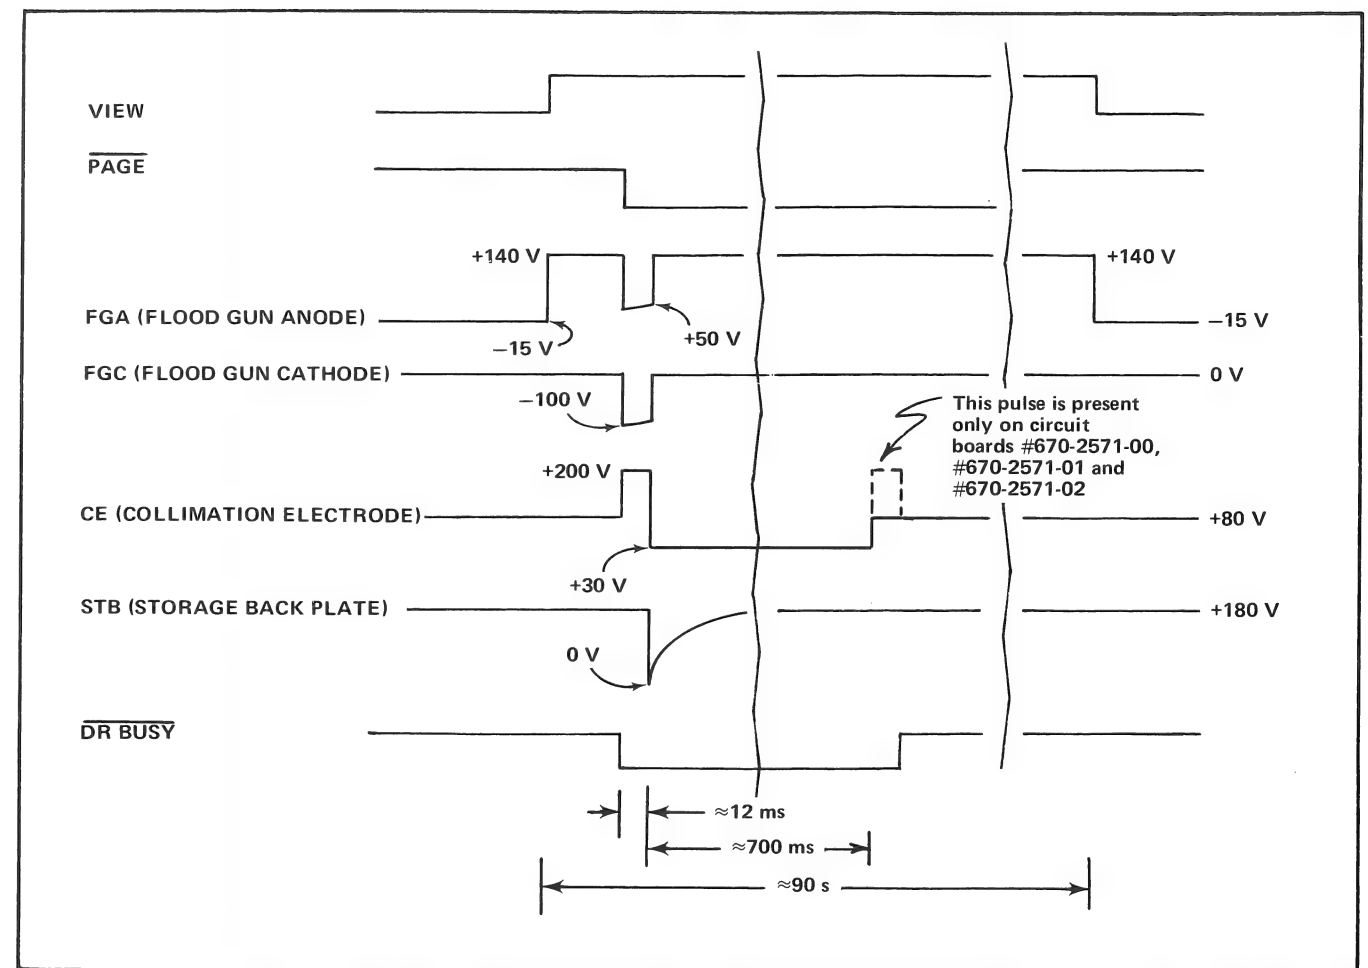 VIEW
PAGE
+140 V
+140 V
FGA (FLOOD GUN ANODE)
–15 V
+50 V
–15 V
FGC (FLOOD GUN CATHODE)
0 V
–100 V
This pulse is present
only on circuit
boards #670-2571-00,
#670-2571-01 and
#670-2571-02
+200 V
CE (COLLIMATION ELECTRODE)
+80 V
+30 V
STB (STORAGE BACK PLATE)
+180 V
0 V
DR BUSY
≈12 ms
≈700 ms
≈90 s